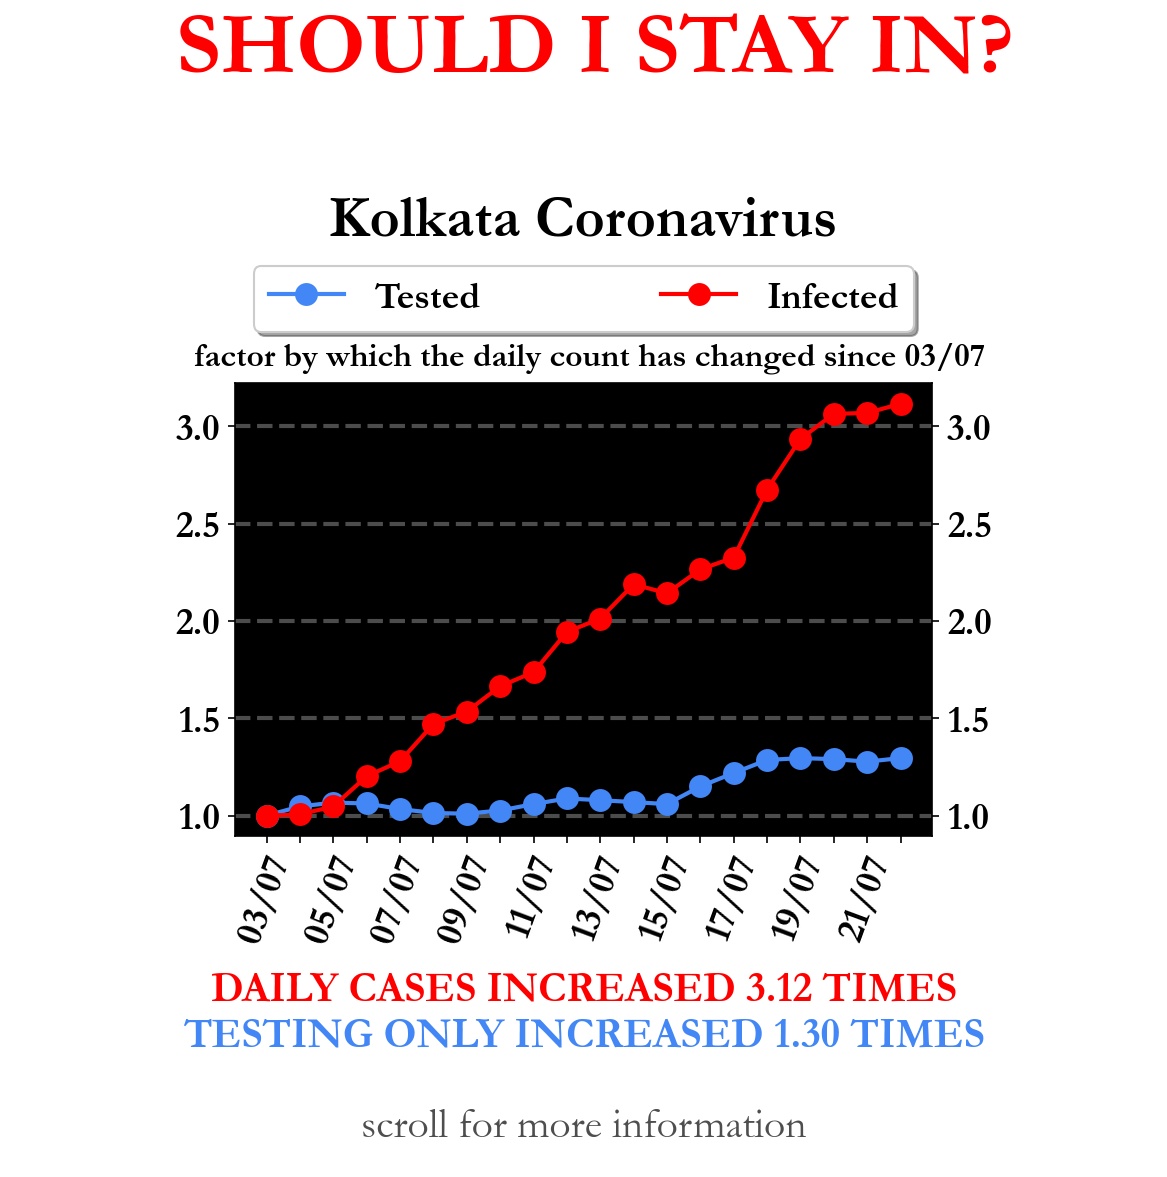 SHOULD I STAY IN?
Kolkata Coronavirus
Tested Infected
factor by which the daily count has changed since 03/07
3.0 3.0
2.5 2.5
2.0 2.0
1.5 1.5
1.0 1.0
03/07 05/07 07/07 09/07 11/07 13/07 15/07 17/07 19/07 21/07
DAILY CASES INCREASED 3.12 TIMES
TESTING ONLY INCREASED 1.30 TIMES
scroll for more information